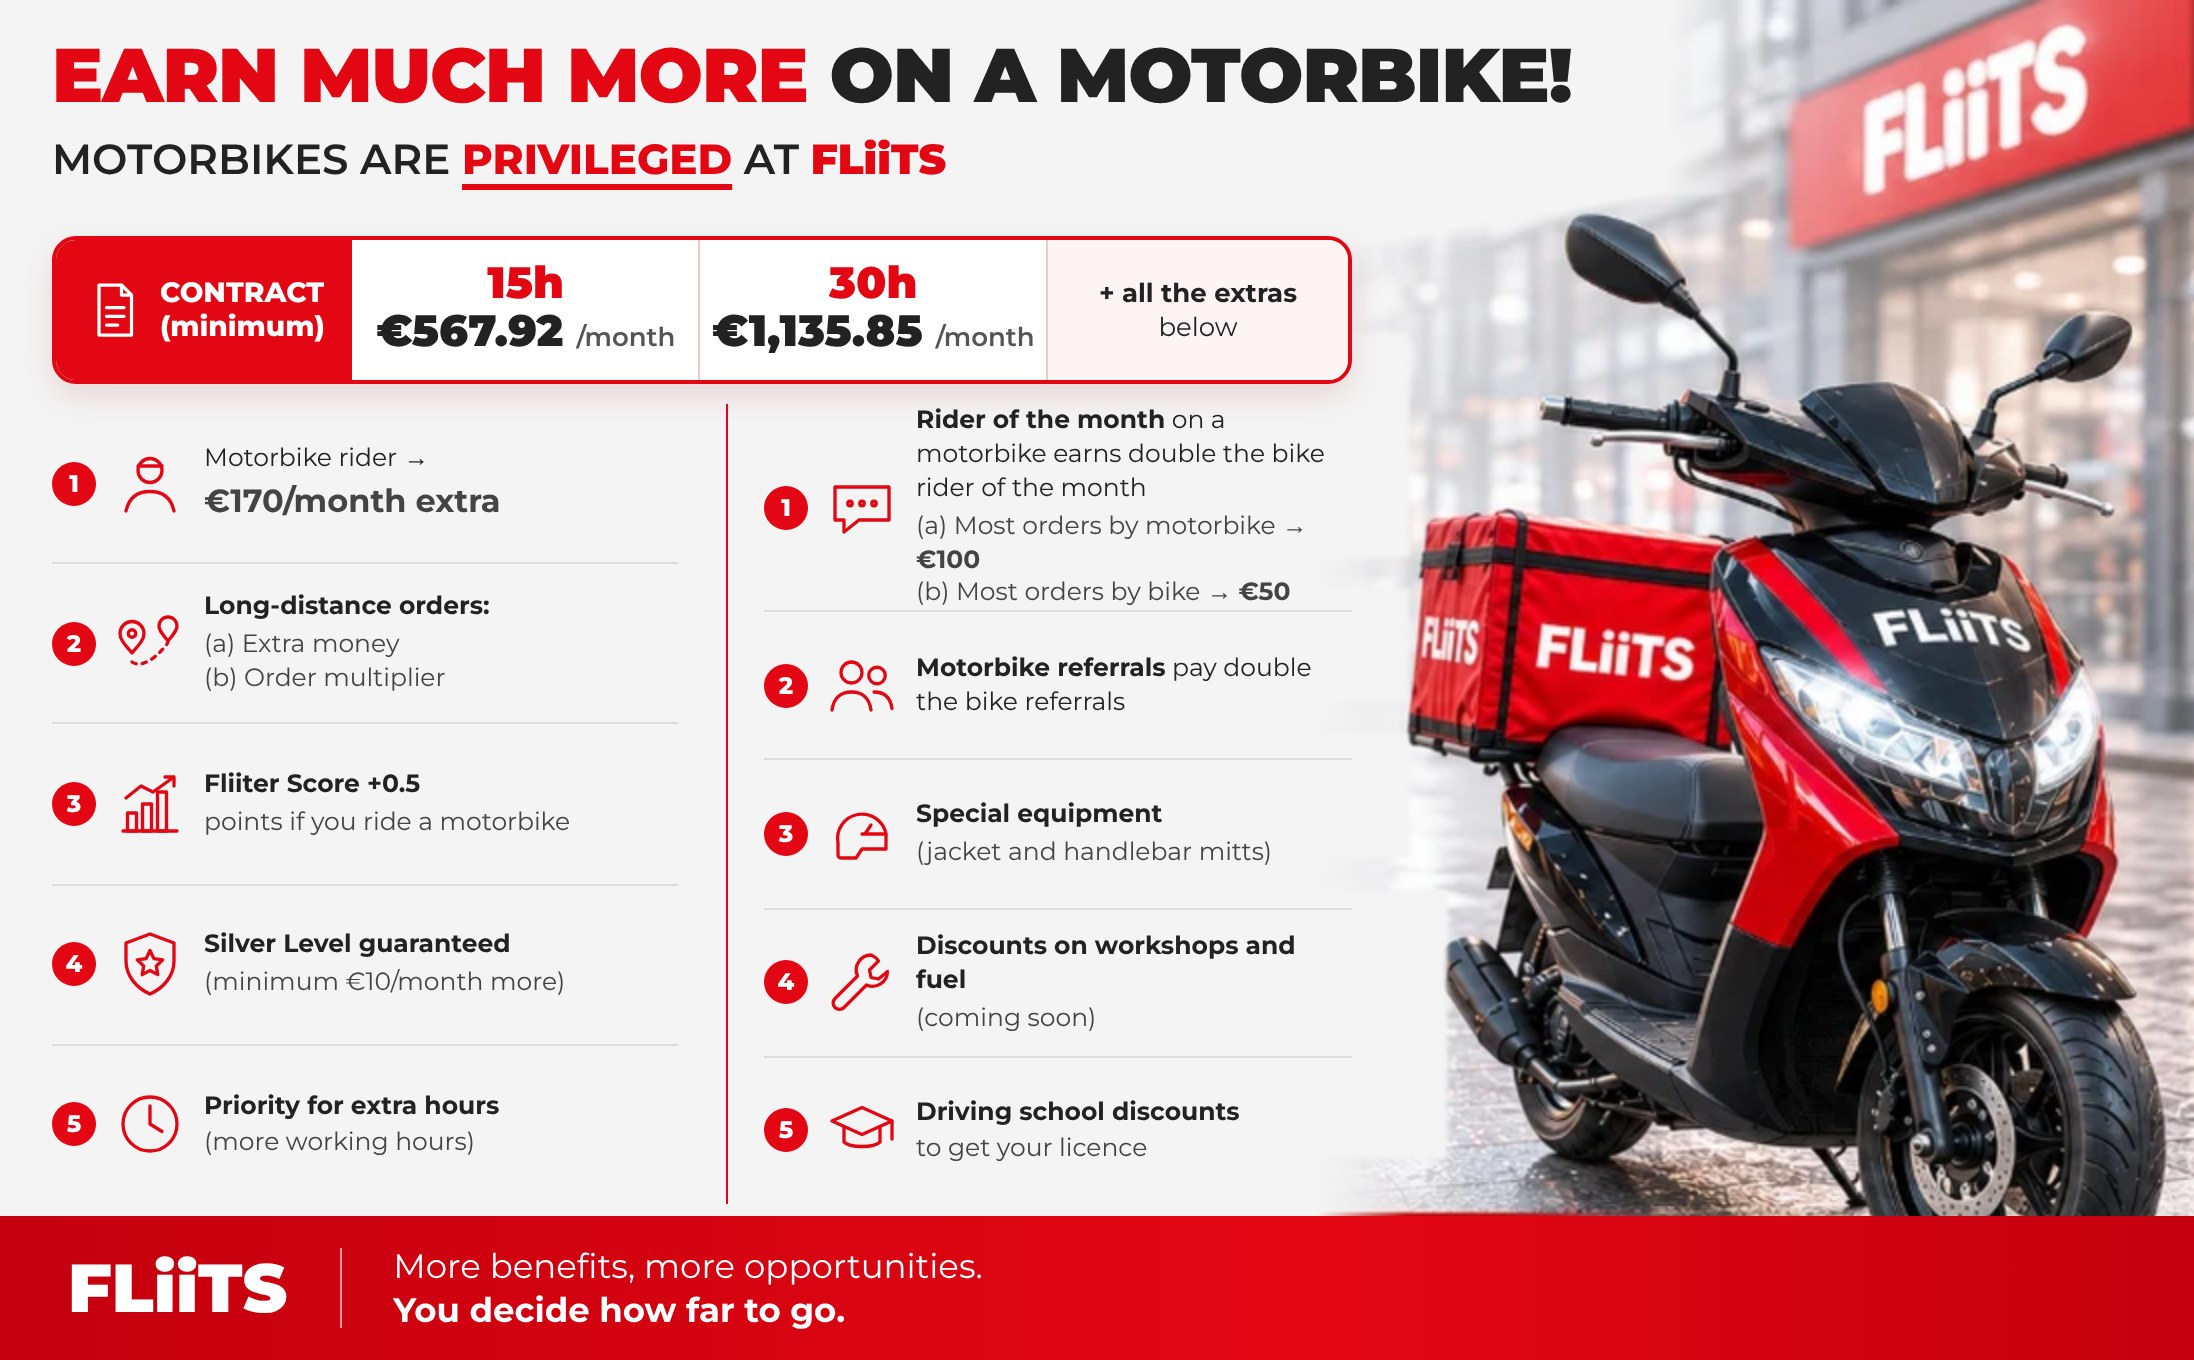 EARN MUCH MORE ON A MOTORBIKE!
MOTORBIKES ARE PRIVILEGED AT FLiiTS
CONTRACT
(minimum)
15h
€567.92 /month
30h
€1,135.85 /month
+ all the extras
below
1
Motorbike rider →
€170/month extra
2
Long-distance orders:
(a) Extra money
(b) Order multiplier
3
Fliiter Score +0.5
points if you ride a motorbike
4
Silver Level guaranteed
(minimum €10/month more)
5
Priority for extra hours
(more working hours)
1
Rider of the month on a
motorbike earns double the bike
rider of the month
(a) Most orders by motorbike →
€100
(b) Most orders by bike → €50
2
Motorbike referrals pay double
the bike referrals
3
Special equipment
(jacket and handlebar mitts)
4
Discounts on workshops and
fuel
(coming soon)
5
Driving school discounts
to get your licence
FLiiTS
FLiiTS
FLiiTS
FLiiTS
FLiiTS
More benefits, more opportunities.
You decide how far to go.